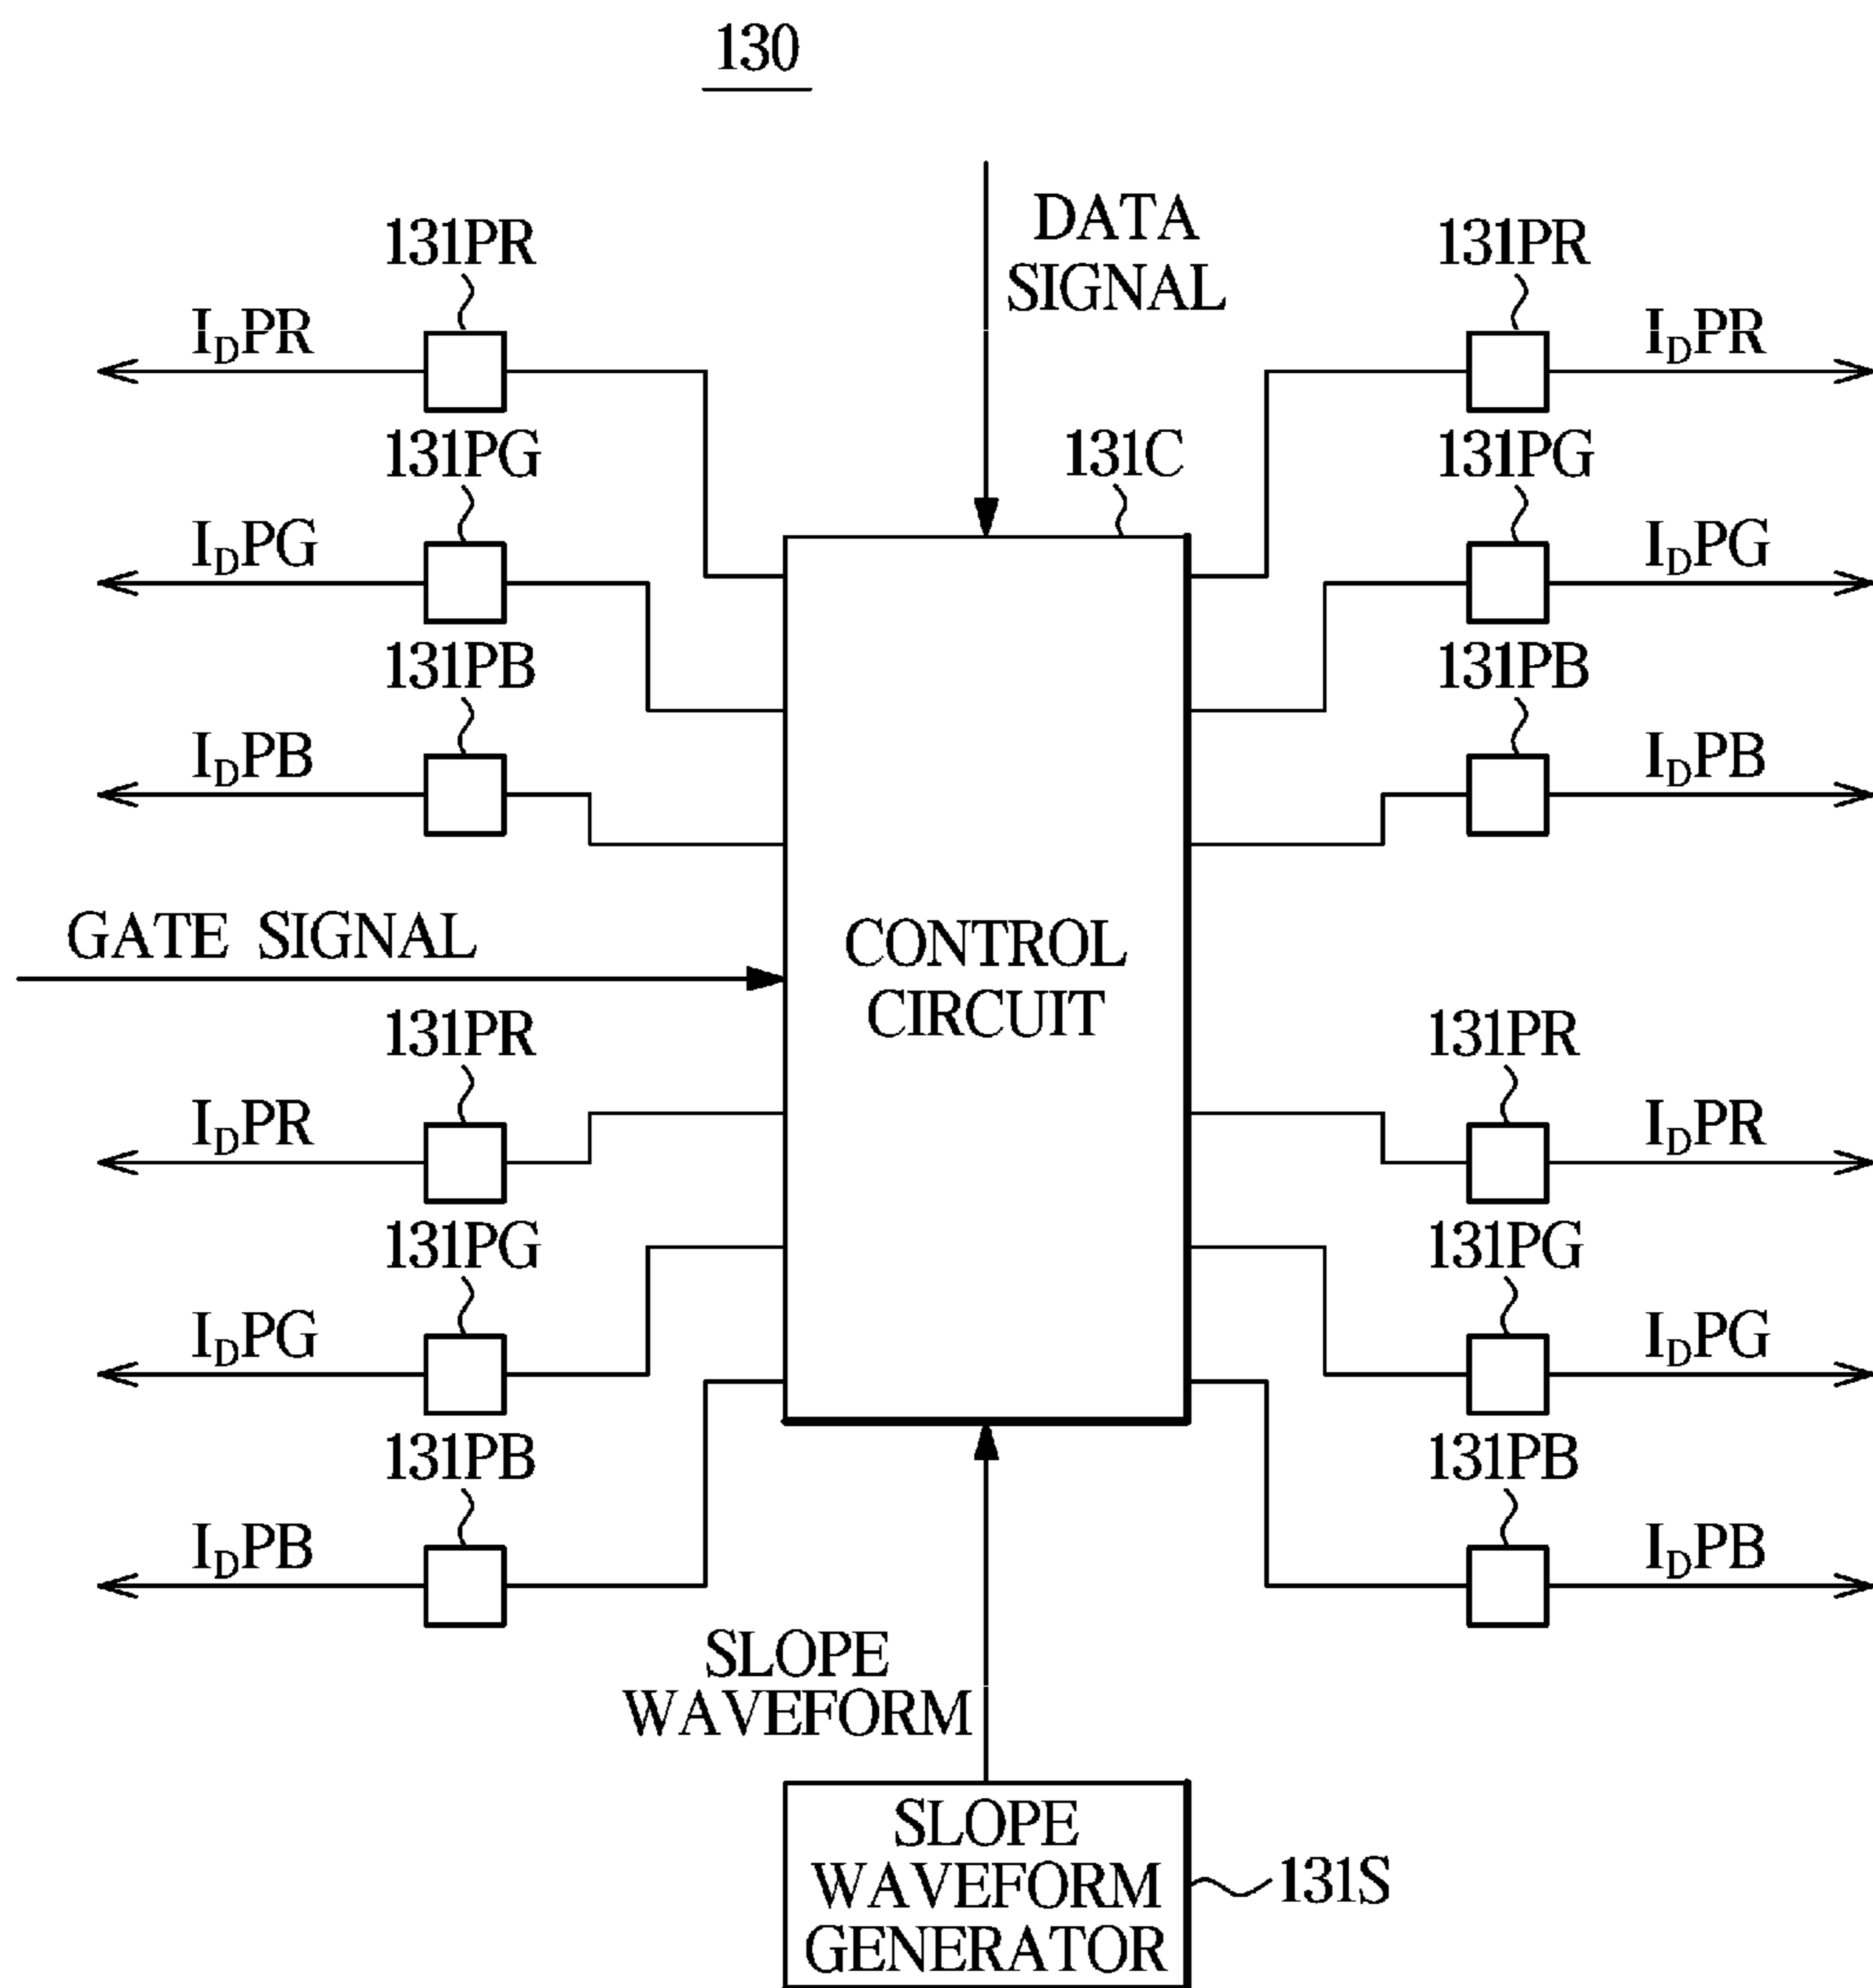 130
DATA
SIGNAL
131PR
131PR
IDPR
IDPR
131PG
131C
131PG
IDPG
IDPG
131PB
131PB
IDPB
IDPB
GATE SIGNAL
CONTROL
CIRCUIT
131PR
131PR
IDPR
IDPR
131PG
131PG
IDPG
IDPG
131PB
131PB
IDPB
IDPB
SLOPE
WAVEFORM
SLOPE
WAVEFORM
GENERATOR
131S